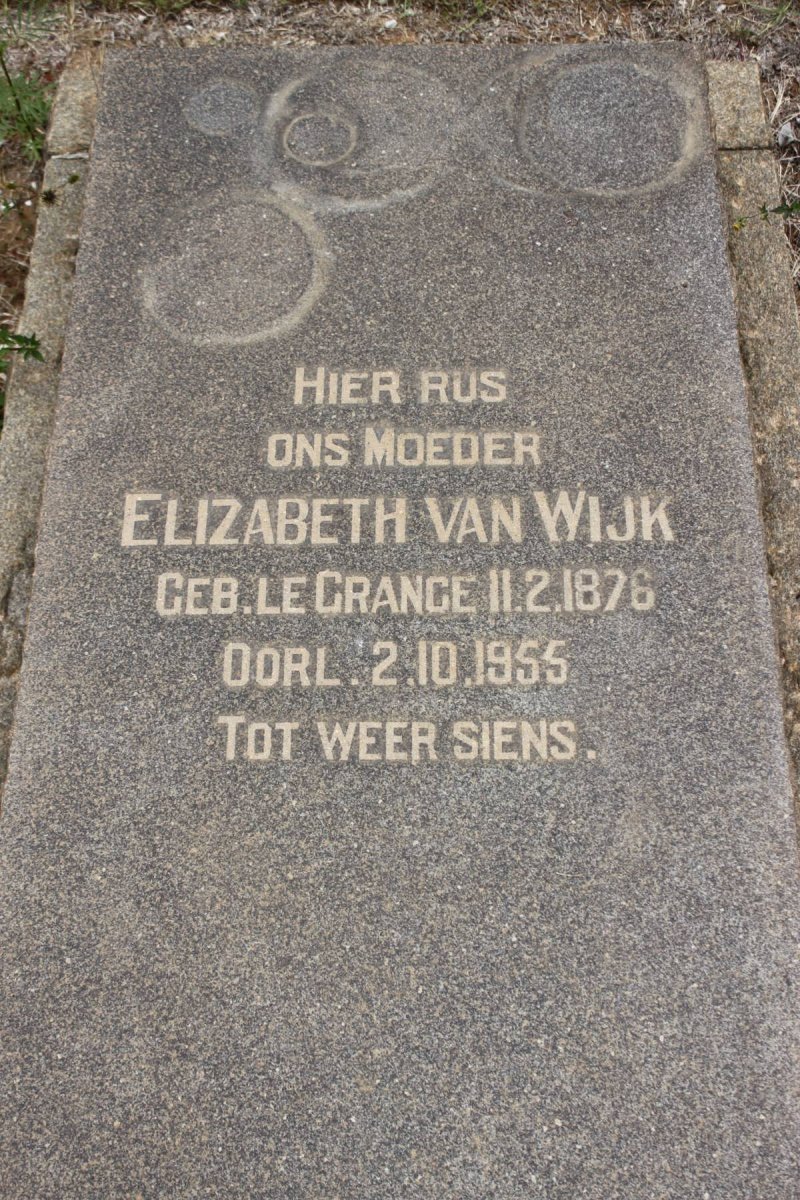 HIER RUS
ONS MOEDER
ELIZABETH VAN WIJK
GEB. LE GRANGE 11.2.1876
OORL. 2.10.1955
TOT WEER SIENS.